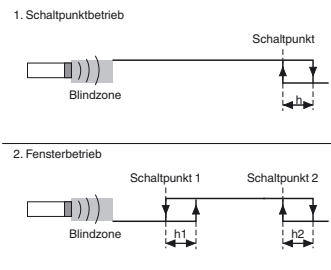 1. Schaltpunktbetrieb
Schaltpunkt
Blindzone
h
2. Fensterbetrieb
Schaltpunkt 1
Schaltpunkt 2
Blindzone
h1
h2